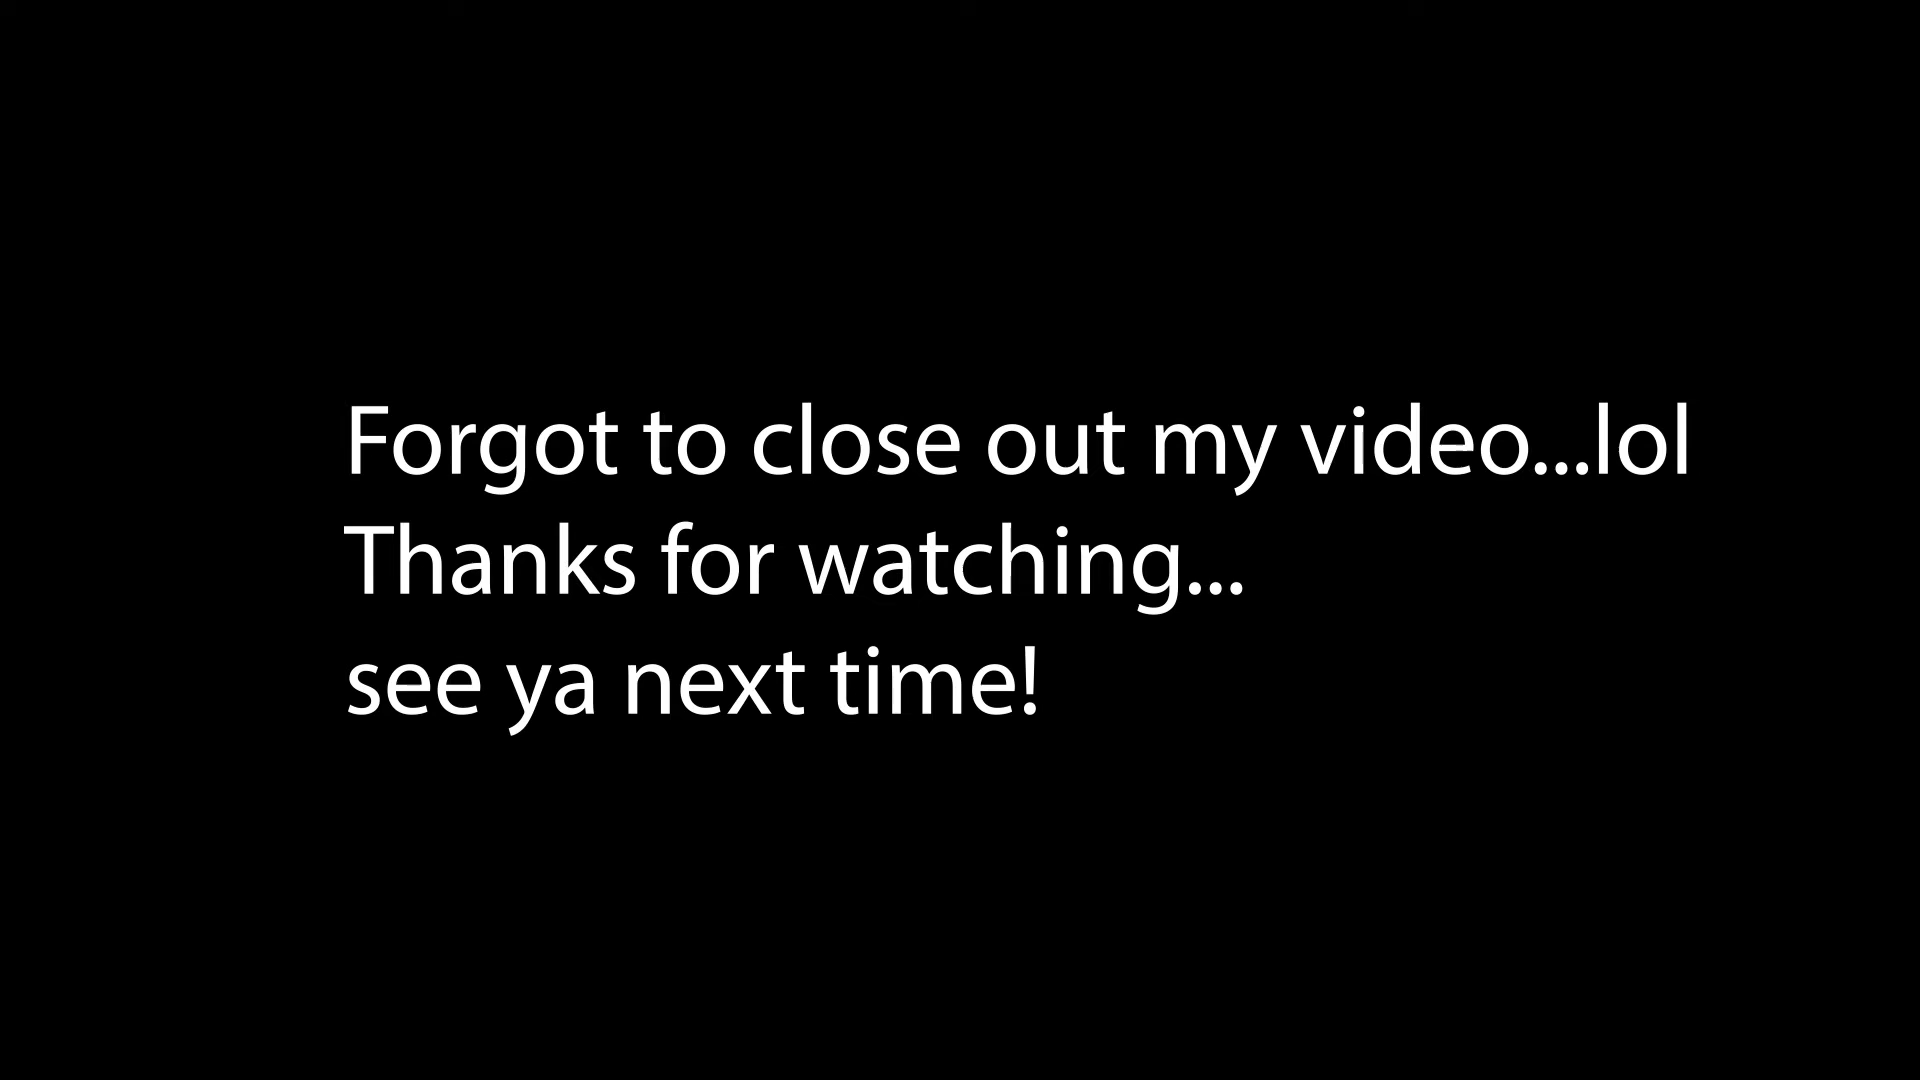 Forgot to close out my video...lol
Thanks for watching...
see ya next time!